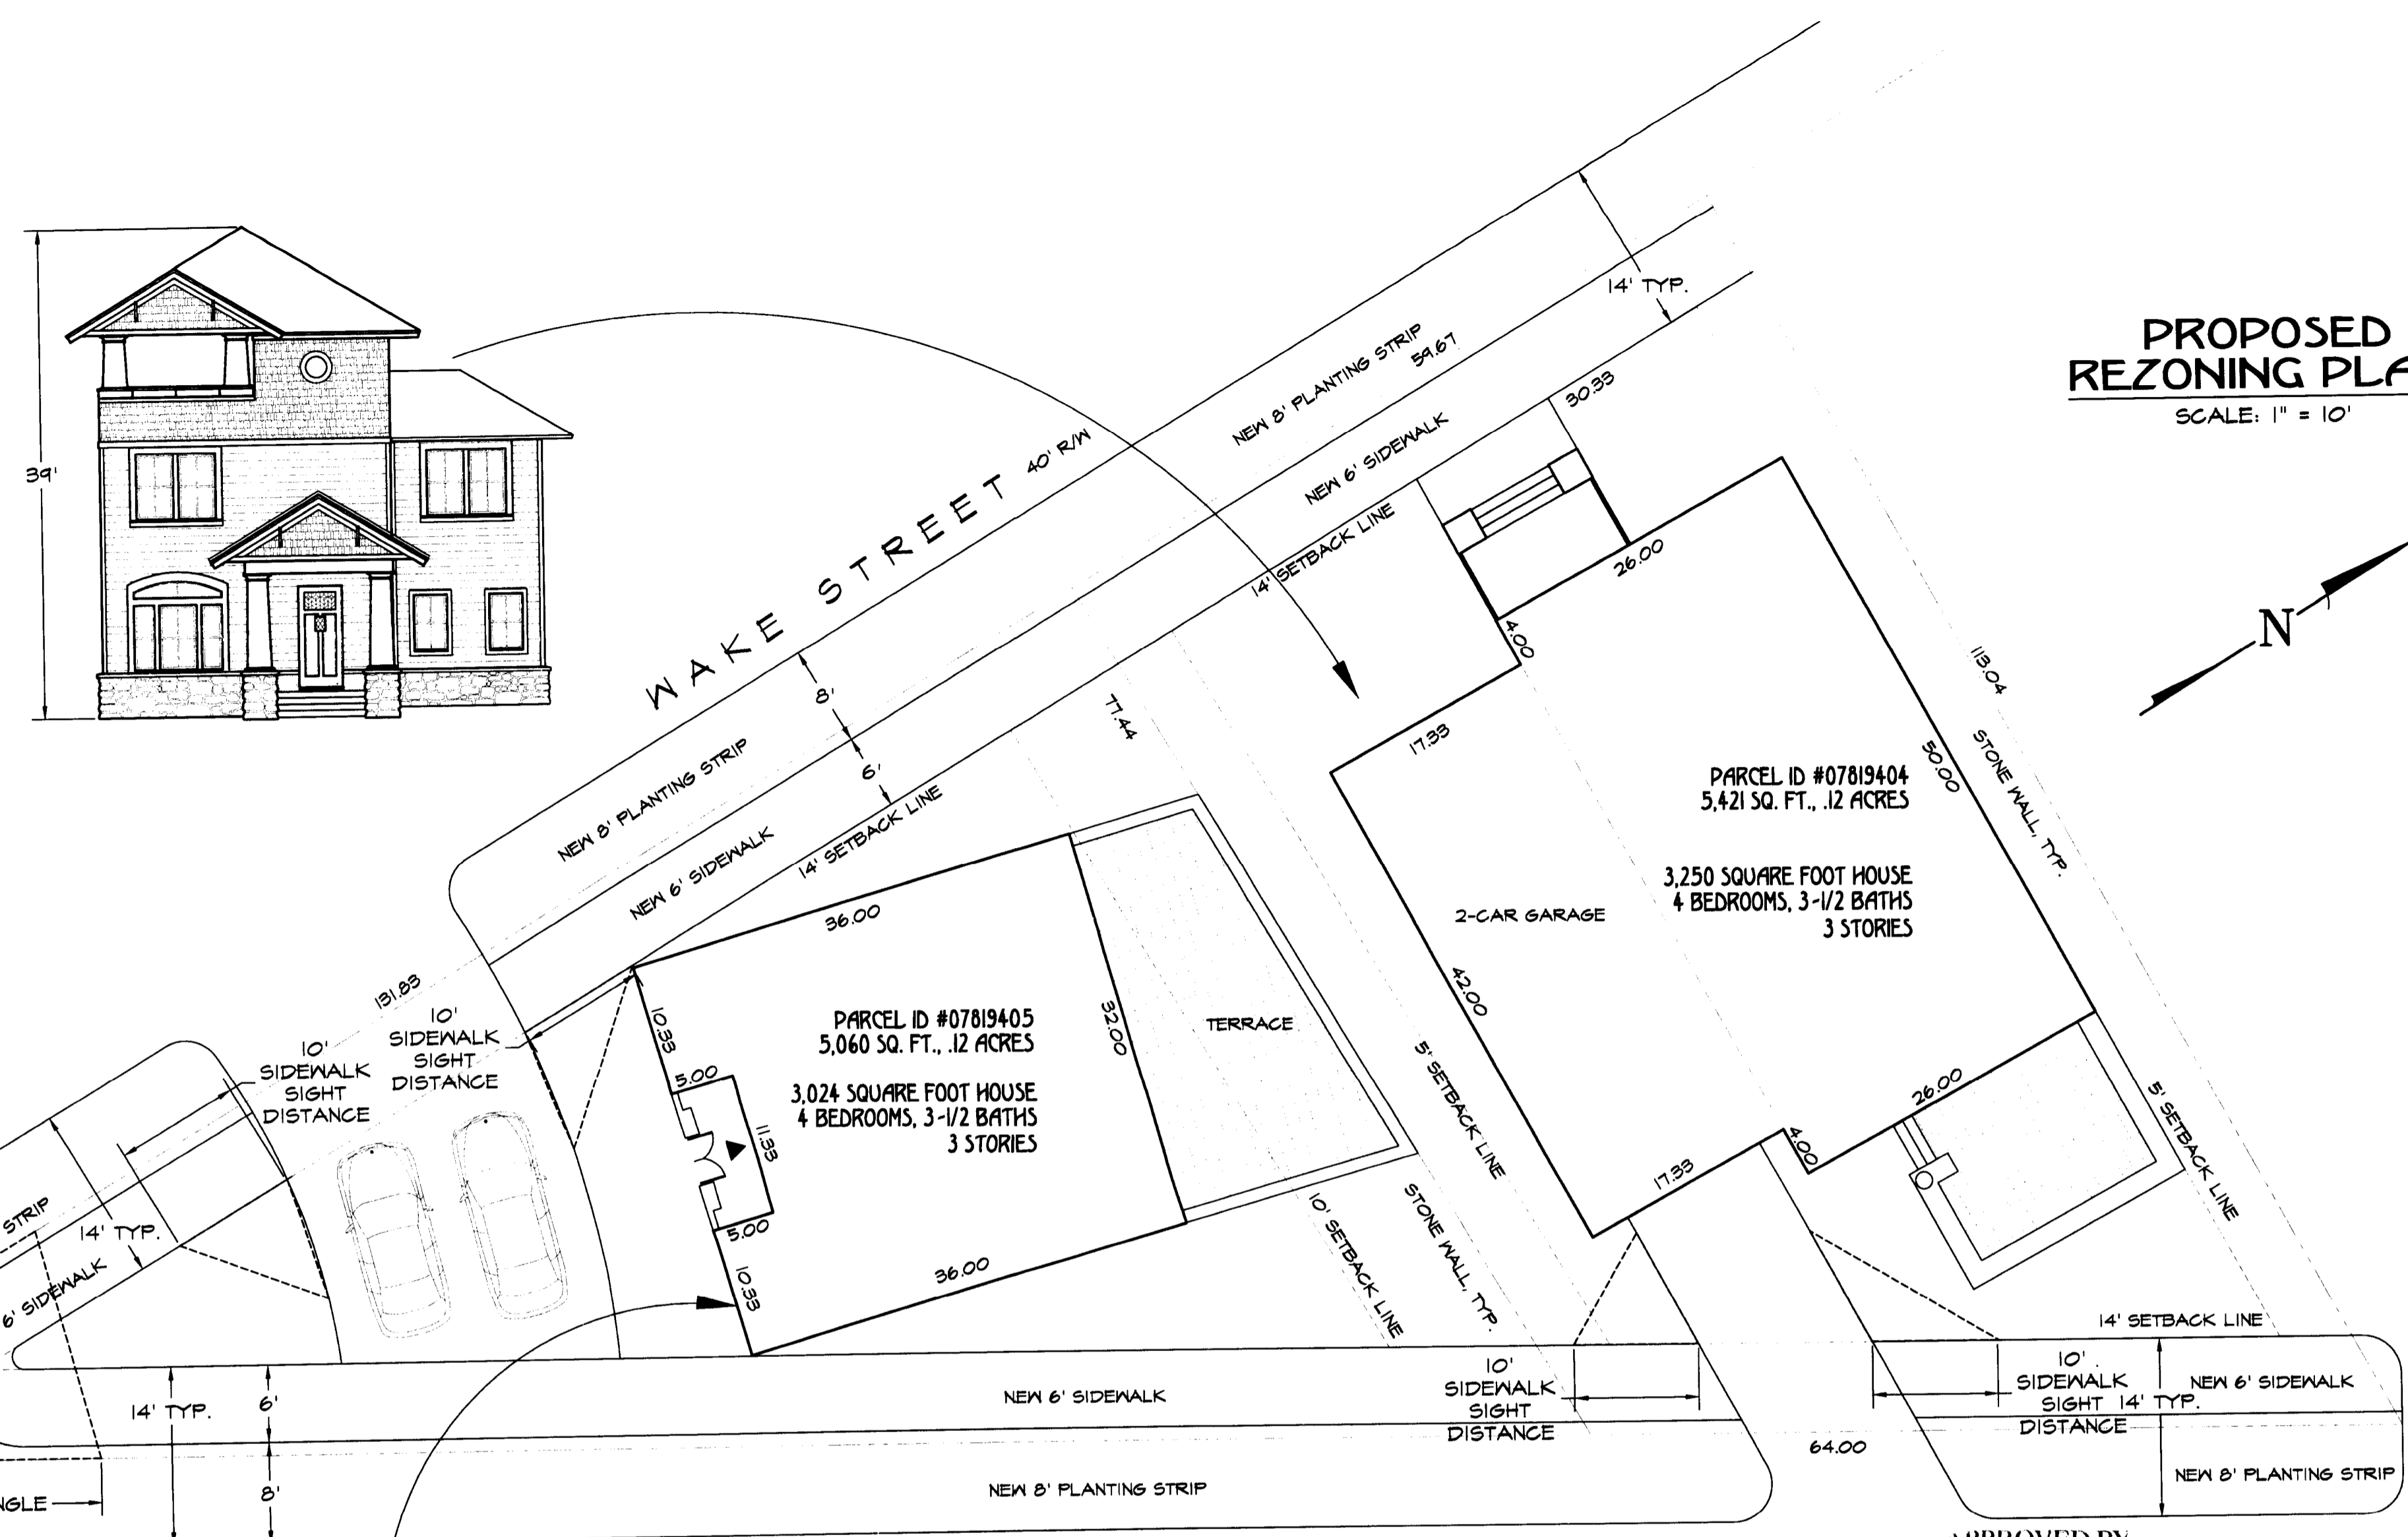 PROPOSED
REZONING PLA
SCALE: 1" = 10'
39'
WAKE STREET 40' R/W
NEW 8' PLANTING STRIP
59.67
NEW 6' SIDEWALK
14' SETBACK LINE
14' TYP.
30.33
26.00
4.00
17.33
N
113.04
STONE WALL, TYP.
50.00
PARCEL ID #07819404
5,421 SQ. FT., .12 ACRES
3,250 SQUARE FOOT HOUSE
4 BEDROOMS, 3-1/2 BATHS
3 STORIES
2-CAR GARAGE
42.00
77.44
8'
6'
NEW 8' PLANTING STRIP
NEW 6' SIDEWALK
14' SETBACK LINE
36.00
131.83
10'
SIDEWALK
SIGHT
DISTANCE
10'
SIDEWALK
SIGHT
DISTANCE
10.33
5.00
11.33
5.00
10.33
PARCEL ID #07819405
5,060 SQ. FT., .12 ACRES
3,024 SQUARE FOOT HOUSE
4 BEDROOMS, 3-1/2 BATHS
3 STORIES
32.00
TERRACE
36.00
5' SETBACK LINE
10' SETBACK LINE
STONE WALL, TYP.
17.33
4.00
26.00
5' SETBACK LINE
STRIP
14' TYP.
6' SIDEWALK
14' TYP.
6'
8'
NGLE
NEW 6' SIDEWALK
NEW 8' PLANTING STRIP
10'
SIDEWALK
SIGHT
DISTANCE
64.00
14' SETBACK LINE
10'
SIDEWALK
SIGHT
DISTANCE
14' TYP.
NEW 6' SIDEWALK
NEW 8' PLANTING STRIP
APPROVED BY